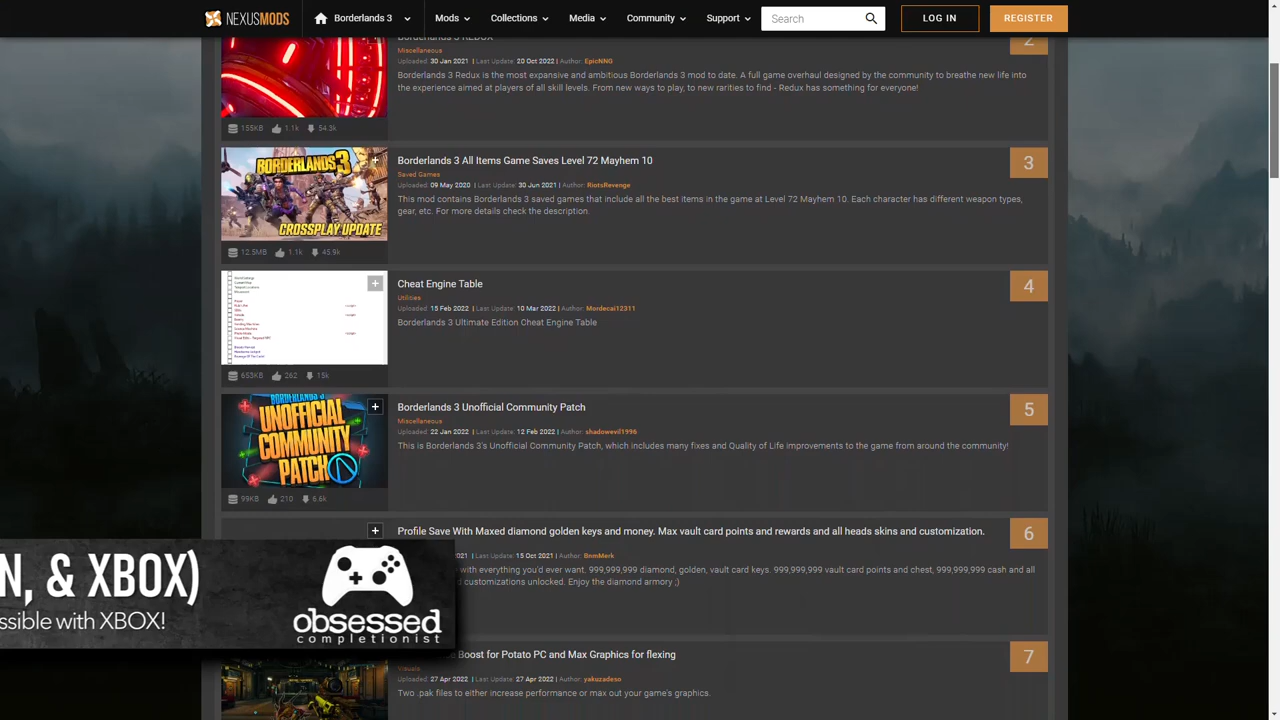 NEXUSMODS Borderlands 3 Mods Collections Media Community Support Search LOG IN REGISTER
Borderlands 3 REDUX
2
Miscellaneous
Uploaded: 30 Jan 2021 | Last Update: 20 Oct 2022 | Author: EpicNNG
Borderlands 3 Redux is the most expansive and ambitious Borderlands 3 mod to date. A full game overhaul designed by the community to breathe new life into
the experience aimed at players of all skill levels. From new ways to play, to new rarities to find - Redux has something for everyone!
155KB 1.1k 54.3k
BORDERLANDS 3
CROSSPLAY UPDATE
Borderlands 3 All Items Game Saves Level 72 Mayhem 10
3
Saved Games
Uploaded: 09 May 2020 | Last Update: 30 Jun 2021 | Author: RiotsRevenge
This mod contains Borderlands 3 saved games that include all the best items in the game at Level 72 Mayhem 10. Each character has different weapon types,
gear, etc. For more details check the description.
12.5MB 1.1k 45.9k
Cheat Engine Table
4
Utilities
Uploaded: 15 Feb 2022 | Last Update: 10 Mar 2022 | Author: Mordecai12311
Borderlands 3 Ultimate Edition Cheat Engine Table
653KB 262 15k
BORDERLANDS 3
UNOFFICIAL
COMMUNITY
PATCH
Borderlands 3 Unofficial Community Patch
5
Miscellaneous
Uploaded: 22 Jan 2022 | Last Update: 12 Feb 2022 | Author: shadowevil1996
This is Borderlands 3's Unofficial Community Patch, which includes many fixes and Quality of Life improvements to the game from around the community!
99KB 210 6.6k
Profile Save With Maxed diamond golden keys and money. Max vault card points and rewards and all heads skins and customization.
6
2021 | Last Update: 15 Oct 2021 | Author: BnmMerk
with everything you'd ever want. 999,999,999 diamond, golden, vault card keys. 999,999,999 vault card points and chest, 999,999,999 cash and all
customizations unlocked. Enjoy the diamond armory ;)
N, & XBOX)
ssible with XBOX!
obsessed
completionist
Boost for Potato PC and Max Graphics for flexing
7
Visuals
Uploaded: 27 Apr 2022 | Last Update: 27 Apr 2022 | Author: yakuzadeso
Two .pak files to either increase performance or max out your game's graphics.